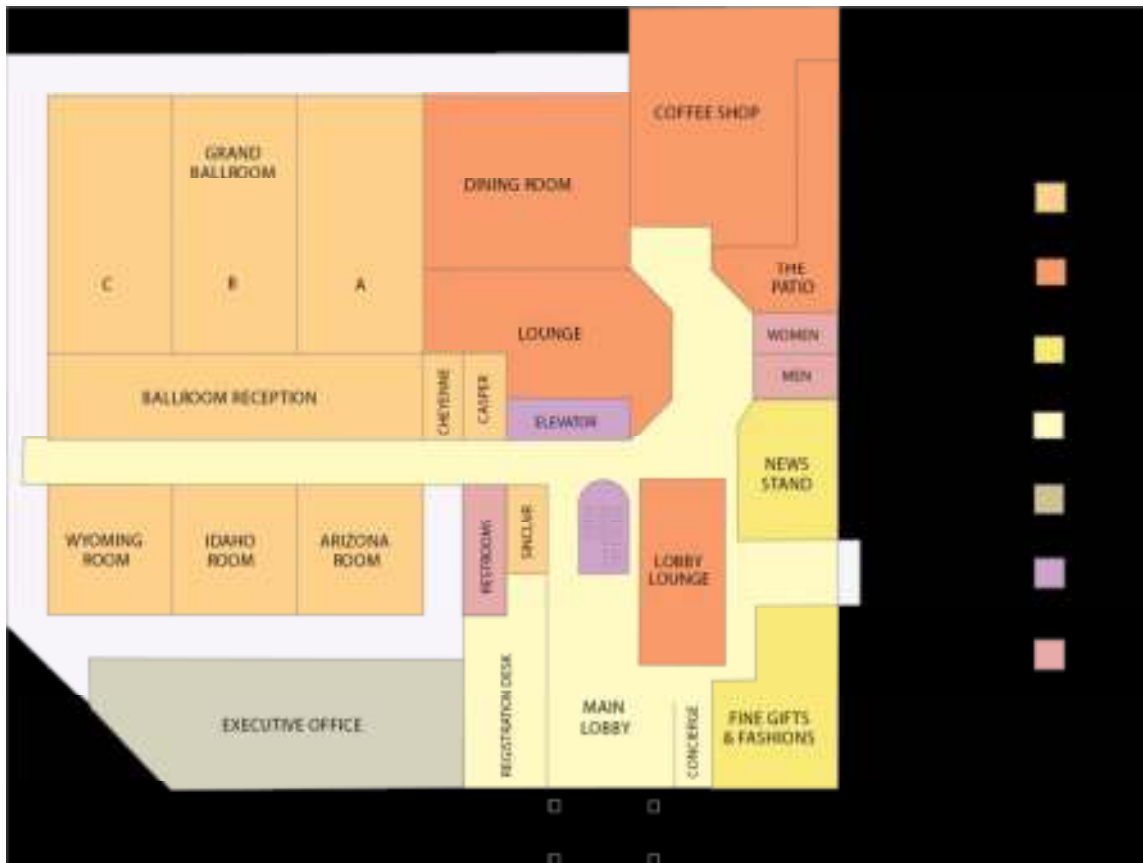 COFFEE SHOP
GRAND
BALLROOM
DINING ROOM
C
B
A
THE
PATIO
LOUNGE
WOMEN
MEN
BALLROOM RECEPTION
CHEYENNE
CASPER
ELEVATOR
NEWS
STAND
WYOMING
ROOM
IDAHO
ROOM
ARIZONA
ROOM
RESTROOMS
SINCLAIR
LOBBY
LOUNGE
EXECUTIVE OFFICE
REGISTRATION DESK
MAIN
LOBBY
CONCIERGE
FINE GIFTS
& FASHIONS